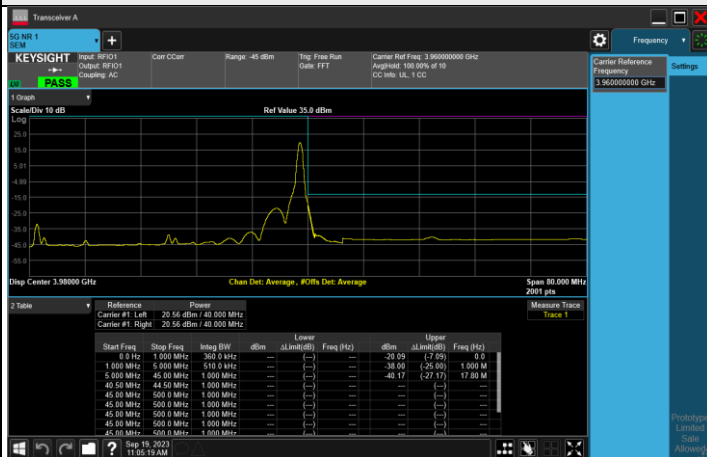 Transceiver A
5G NR 1
SEM
Frequency
KEYSIGHT
Input: RFIO1
Output: RFIO1
Coupling: AC
Corr CCorr
Range: -45 dBm
Trig: Free Run
Gate: FFT
Carrier Ref Freq: 3.960000000 GHz
Avg|Hold: 100.00% of 10
CC Info: UL, 1 CC
PASS
Carrier Reference
Frequency
3.960000000 GHz
Settings
1 Graph
Scale/Div 10 dB
Ref Value 35.0 dBm
Log
25.0
15.0
5.01
-4.99
-15.0
-25.0
-35.0
-45.0
-55.0
Disp Center 3.98000 GHz
Chan Det: Average, #Offs Det: Average
Span 80.000 MHz
2001 pts
2 Table
Reference Power
Carrier #1: Left 20.56 dBm / 40.000 MHz
Carrier #1: Right 20.56 dBm / 40.000 MHz
Measure Trace
Trace 1
Lower Upper
Start Freq Stop Freq Integ BW dBm ΔLimit(dB) Freq (Hz) dBm ΔLimit(dB) Freq (Hz)
0.0 Hz 1.000 MHz 360.0 kHz --- (---) --- -20.09 (-7.09) 0.0
1.000 MHz 5.000 MHz 510.0 kHz --- (---) --- -38.00 (-25.00) 1.000 M
5.000 MHz 45.00 MHz 1.000 MHz --- (---) --- -40.17 (-27.17) 17.80 M
40.50 MHz 44.50 MHz 1.000 MHz --- (---) --- --- (---) ---
45.00 MHz 500.0 MHz 1.000 MHz --- (---) --- --- (---) ---
45.00 MHz 500.0 MHz 1.000 MHz --- (---) --- --- (---) ---
45.00 MHz 500.0 MHz 1.000 MHz --- (---) --- --- (---) ---
45.00 MHz 500.0 MHz 1.000 MHz --- (---) --- --- (---) ---
45.00 MHz 500.0 MHz 1.000 MHz --- (---) --- --- (---) ---
Sep 19, 2023
11:05:19 AM
Prototype
Limited
Sale
Allowed